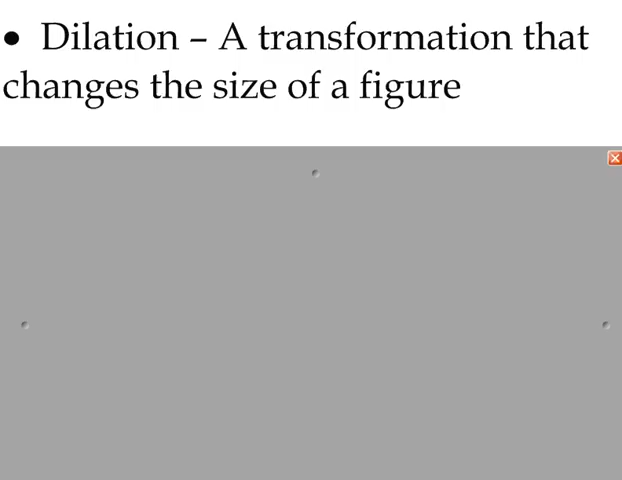 • Dilation – A transformation that
changes the size of a figure